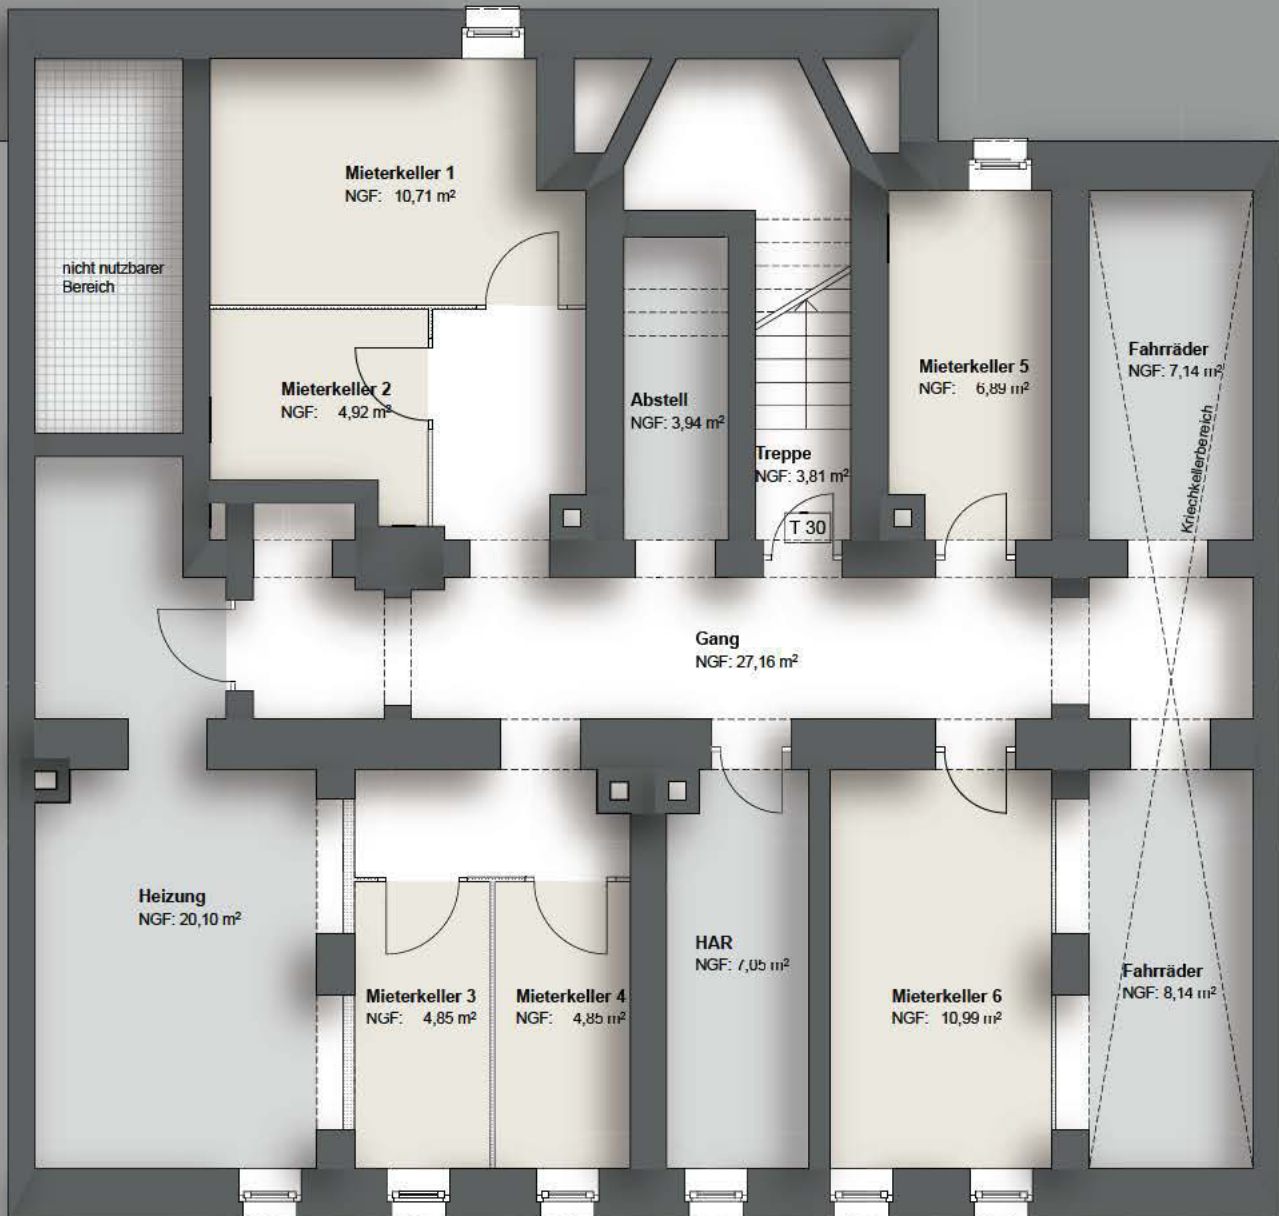 Mieterkeller 1
NGF: 10,71 m²
nicht nutzbarer
Bereich
Mieterkeller 2
NGF: 4,92 m²
Abstell
NGF: 3,94 m²
Treppe
NGF: 3,81 m²
T 30
Mieterkeller 5
NGF: 6,89 m²
Fahrräder
NGF: 7,14 m²
Kriechkellerbereich
Gang
NGF: 27,16 m²
Heizung
NGF: 20,10 m²
Mieterkeller 3
NGF: 4,85 m²
Mieterkeller 4
NGF: 4,85 m²
HAR
NGF: 7,05 m²
Mieterkeller 6
NGF: 10,99 m²
Fahrräder
NGF: 8,14 m²